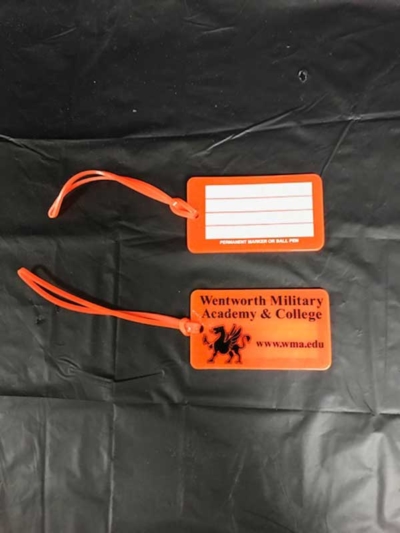 PERMANENT MARKER OR BALL PEN
Wentworth Military
Academy & College
www.wma.edu